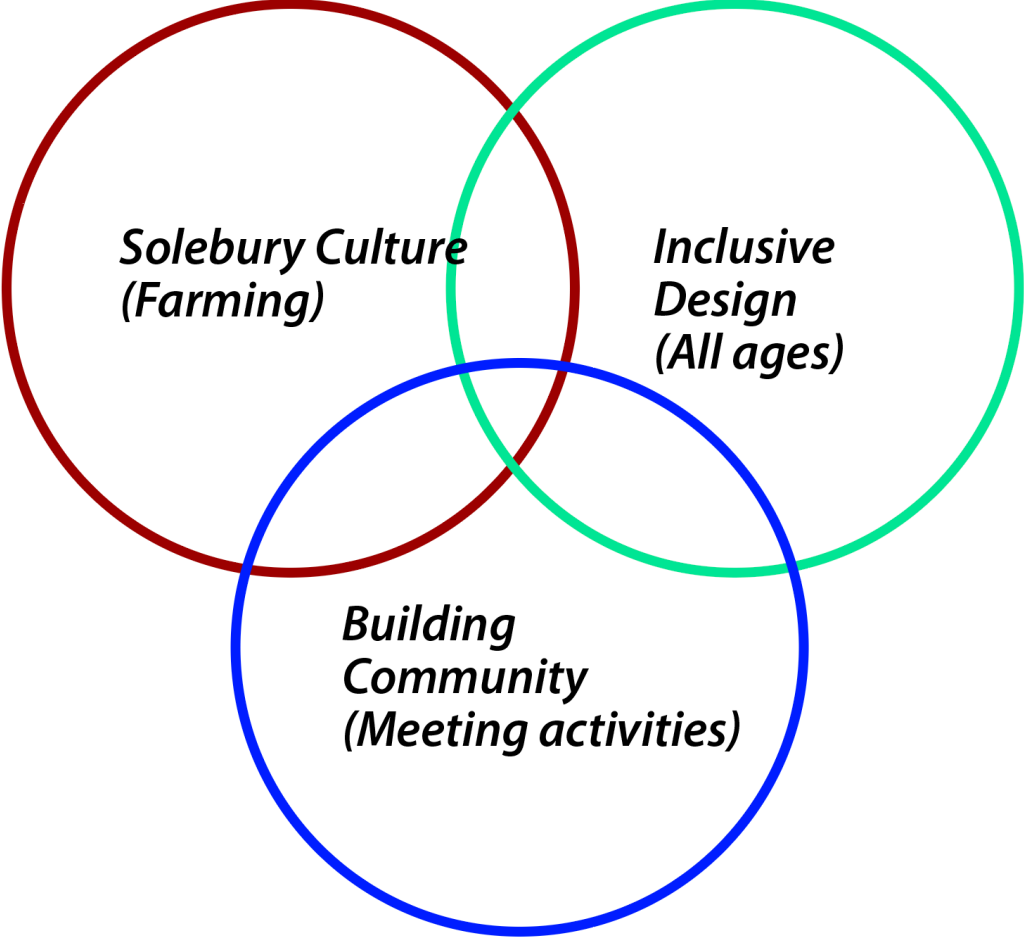 Solebury Culture
(Farming)
Inclusive
Design
(All ages)
Building
Community
(Meeting activities)